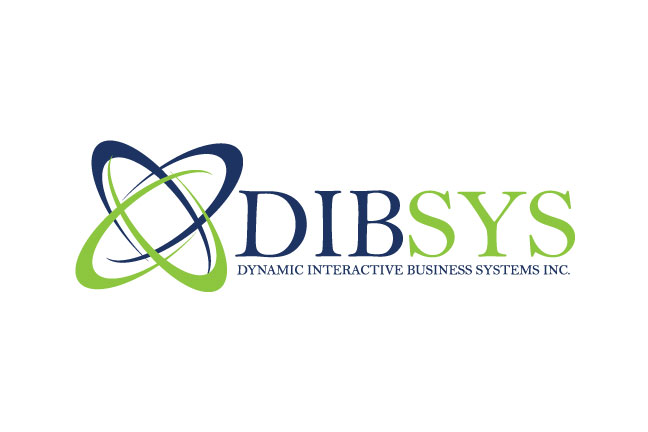 DIBSYS
DYNAMIC INTERACTIVE BUSINESS SYSTEMS INC.